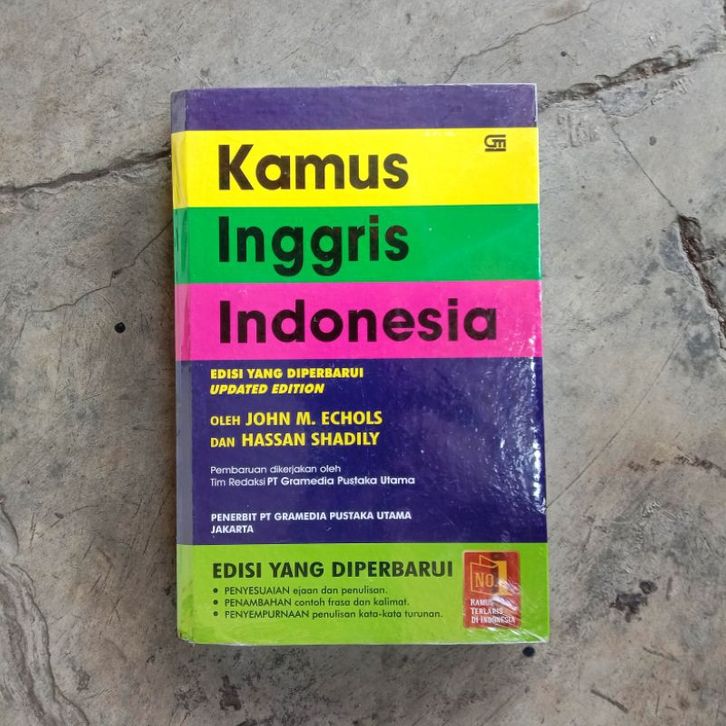 GM
Kamus
Inggris
Indonesia
EDISI YANG DIPERBARUI
UPDATED EDITION
OLEH JOHN M. ECHOLS
DAN HASSAN SHADILY
Pembaruan dikerjakan oleh
Tim Redaksi PT Gramedia Pustaka Utama
PENERBIT PT GRAMEDIA PUSTAKA UTAMA
JAKARTA
EDISI YANG DIPERBARUI
• PENYESUAIAN ejaan dan penulisan.
• PENAMBAHAN contoh frasa dan kalimat.
• PENYEMPURNAAN penulisan kata-kata turunan.
NO.1
KAMUS
TERLARIS
DI INDONESIA